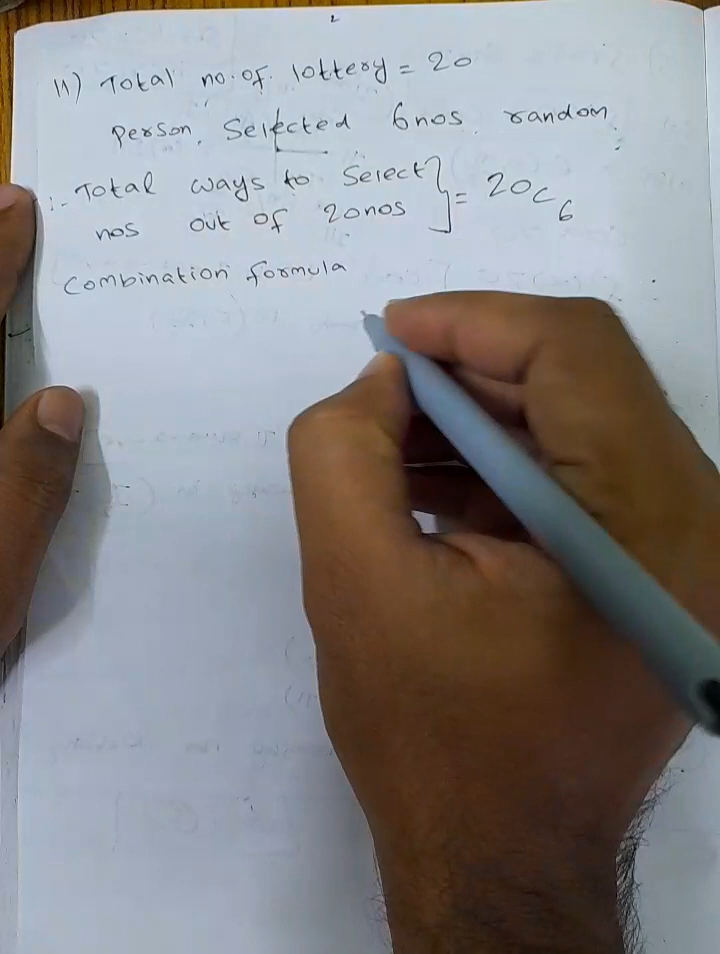 2
11) Total no. of. lottery = 20
person. Selected 6nos random.
∴ Total ways to Select } = 20C6
nos out of 20nos
Combination formula